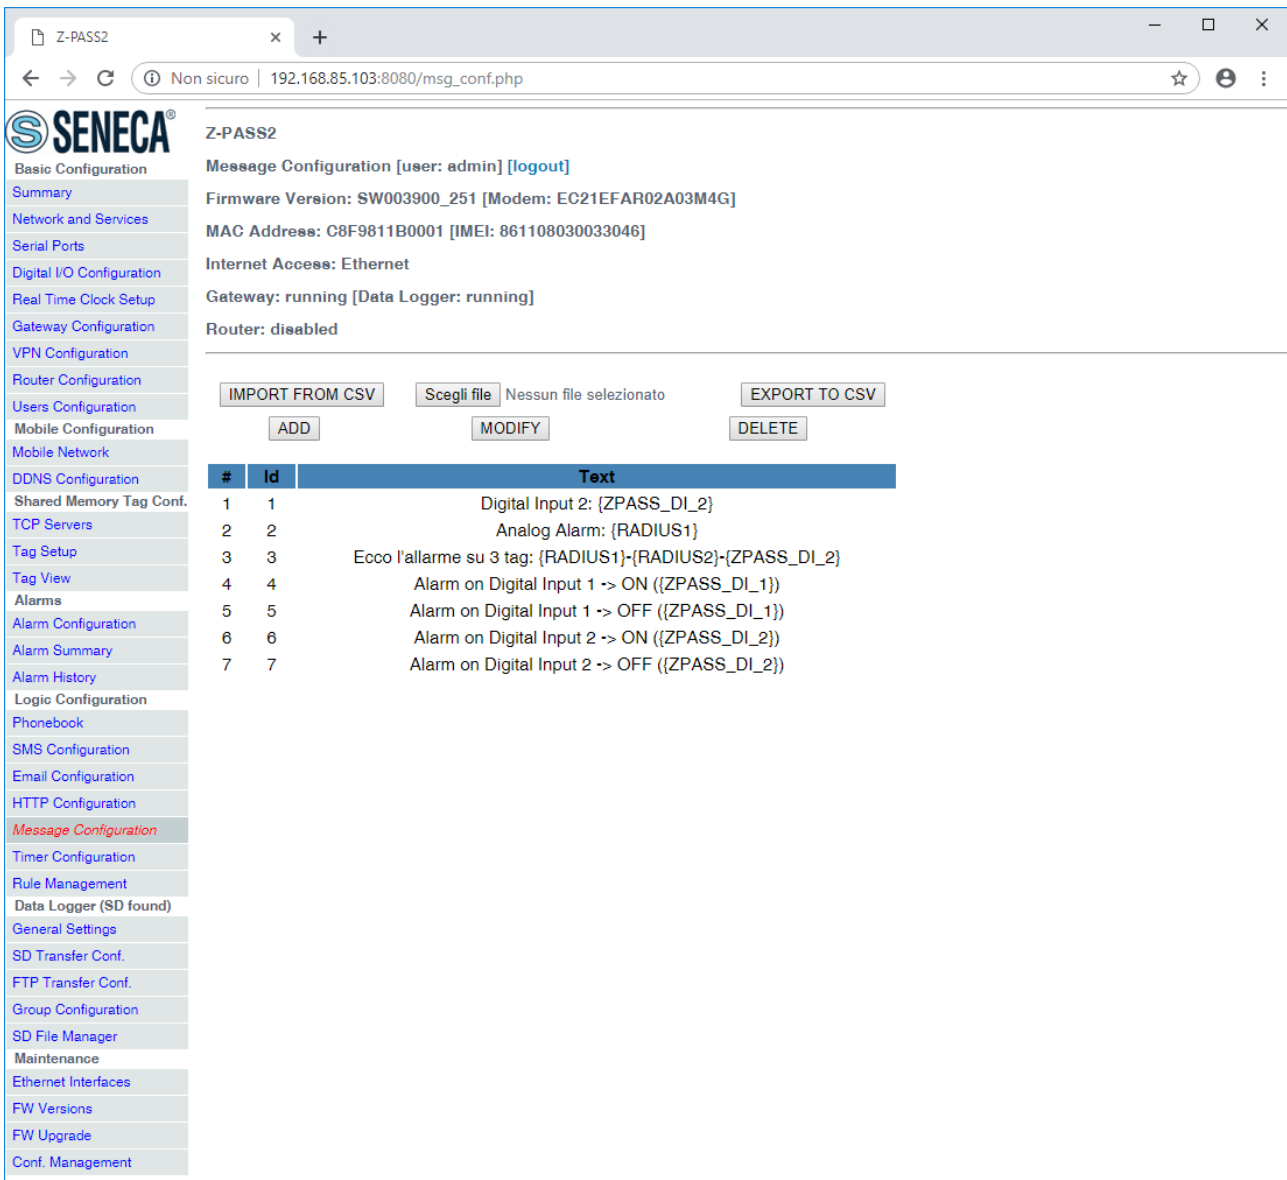 Z-PASS2
Non sicuro | 192.168.85.103:8080/msg_conf.php
SENECA®
Basic Configuration
Summary
Network and Services
Serial Ports
Digital I/O Configuration
Real Time Clock Setup
Gateway Configuration
VPN Configuration
Router Configuration
Users Configuration
Mobile Configuration
Mobile Network
DDNS Configuration
Shared Memory Tag Conf.
TCP Servers
Tag Setup
Tag View
Alarms
Alarm Configuration
Alarm Summary
Alarm History
Logic Configuration
Phonebook
SMS Configuration
Email Configuration
HTTP Configuration
Message Configuration
Timer Configuration
Rule Management
Data Logger (SD found)
General Settings
SD Transfer Conf.
FTP Transfer Conf.
Group Configuration
SD File Manager
Maintenance
Ethernet Interfaces
FW Versions
FW Upgrade
Conf. Management
Z-PASS2
Message Configuration [user: admin] [logout]
Firmware Version: SW003900_251 [Modem: EC21EFAR02A03M4G]
MAC Address: C8F9811B0001 [IMEI: 861108030033046]
Internet Access: Ethernet
Gateway: running [Data Logger: running]
Router: disabled
IMPORT FROM CSV Scegli file Nessun file selezionato EXPORT TO CSV
ADD MODIFY DELETE
# Id Text
1 1 Digital Input 2: {ZPASS_DI_2}
2 2 Analog Alarm: {RADIUS1}
3 3 Ecco l'allarme su 3 tag: {RADIUS1}-{RADIUS2}-{ZPASS_DI_2}
4 4 Alarm on Digital Input 1 -> ON ({ZPASS_DI_1})
5 5 Alarm on Digital Input 1 -> OFF ({ZPASS_DI_1})
6 6 Alarm on Digital Input 2 -> ON ({ZPASS_DI_2})
7 7 Alarm on Digital Input 2 -> OFF ({ZPASS_DI_2})